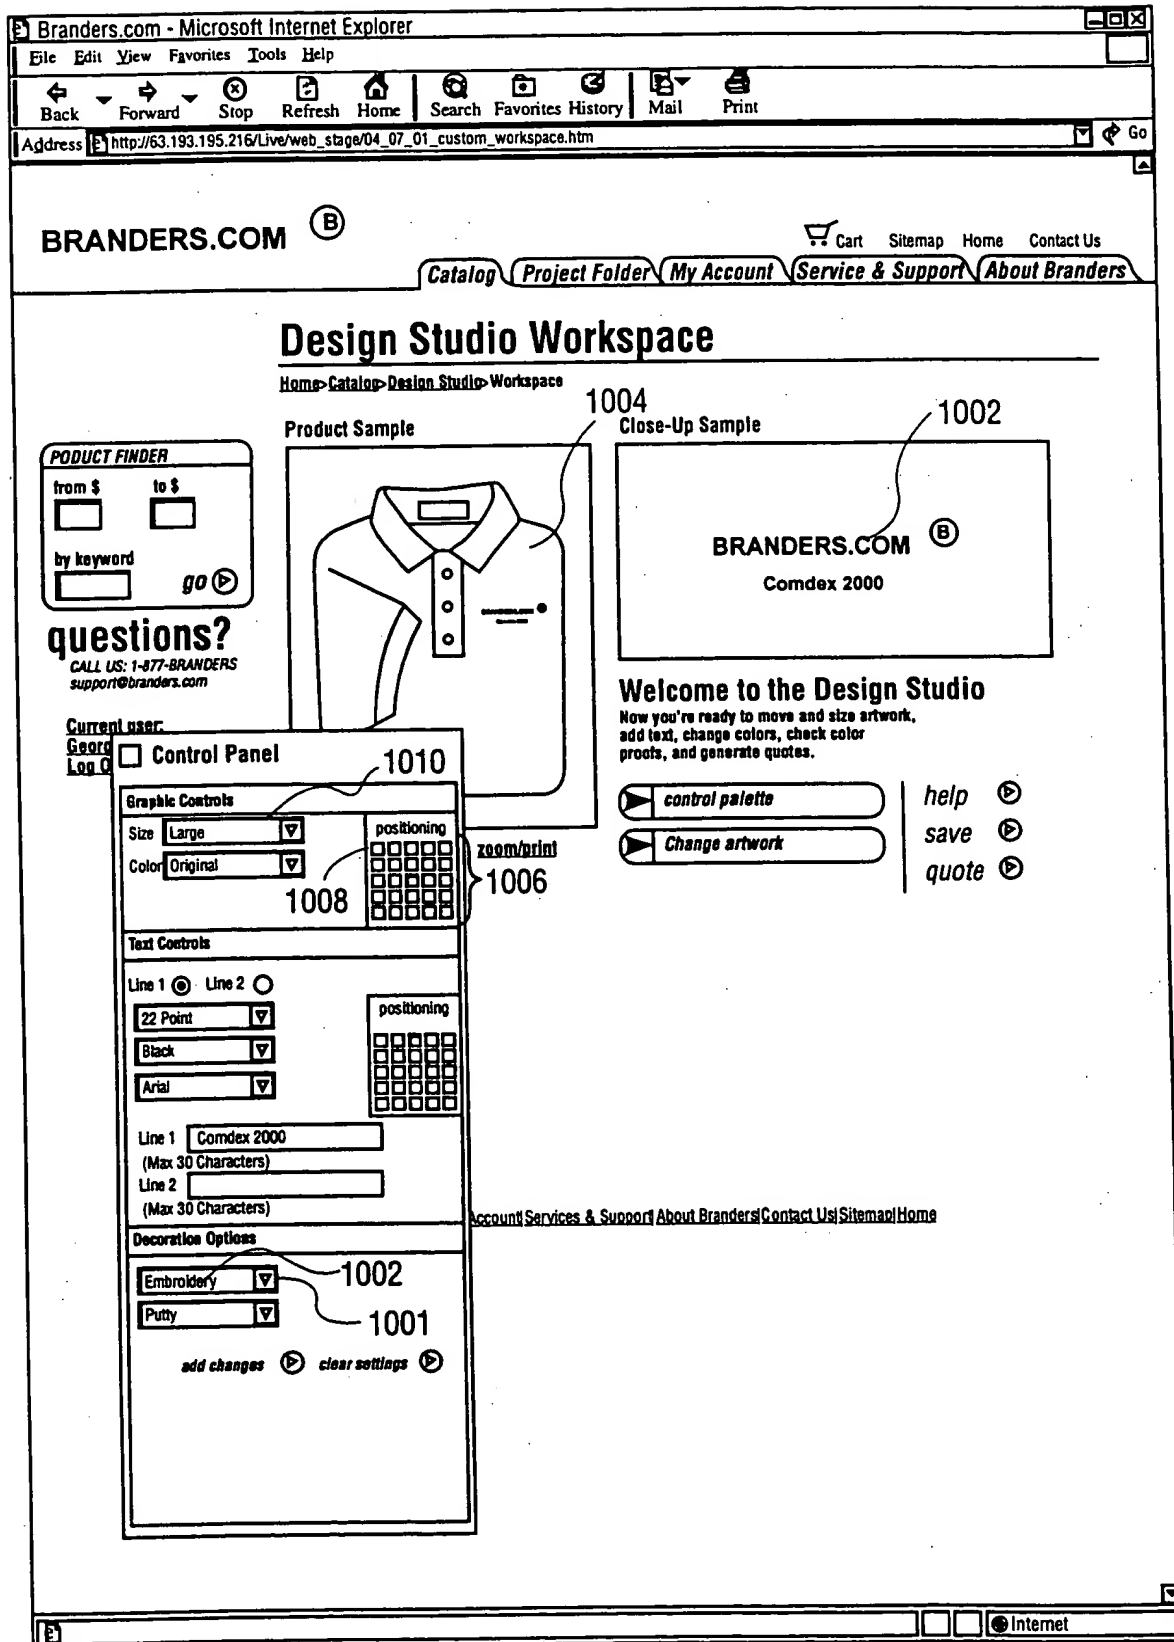 Branders.com - Microsoft Internet Explorer
File Edit View Favorites Tools Help
Back Forward Stop Refresh Home Search Favorites History Mail Print
Address http://63.193.195.216/Live/web_stage/04_07_01_custom_workspace.htm Go
BRANDERS.COM B
Cart Sitemap Home Contact Us
Catalog Project Folder My Account Service & Support About Branders
Design Studio Workspace
Home>Catalog>Design Studio>Workspace
1004
1002
Product Sample
Close-Up Sample
PODUCT FINDER
from $ to $
by keyword
go
BRANDERS.COM B
Comdex 2000
questions?
CALL US: 1-877-BRANDERS
support@branders.com
Current user:
Georg
Log O
Welcome to the Design Studio
Now you're ready to move and size artwork,
add text, change colors, check color
proofs, and generate quotes.
control palette
Change artwork
help
save
quote
Control Panel
1010
Graphic Controls
Size Large
Color Original
positioning
1008
zoom/print
1006
Text Controls
Line 1 Line 2
22 Point
Black
Arial
positioning
Line 1 Comdex 2000
(Max 30 Characters)
Line 2
(Max 30 Characters)
Account|Services & Support|About Branders|Contact Us|Sitemap|Home
Decoration Options
Embroidery
1002
Putty
1001
add changes clear settings
Internet